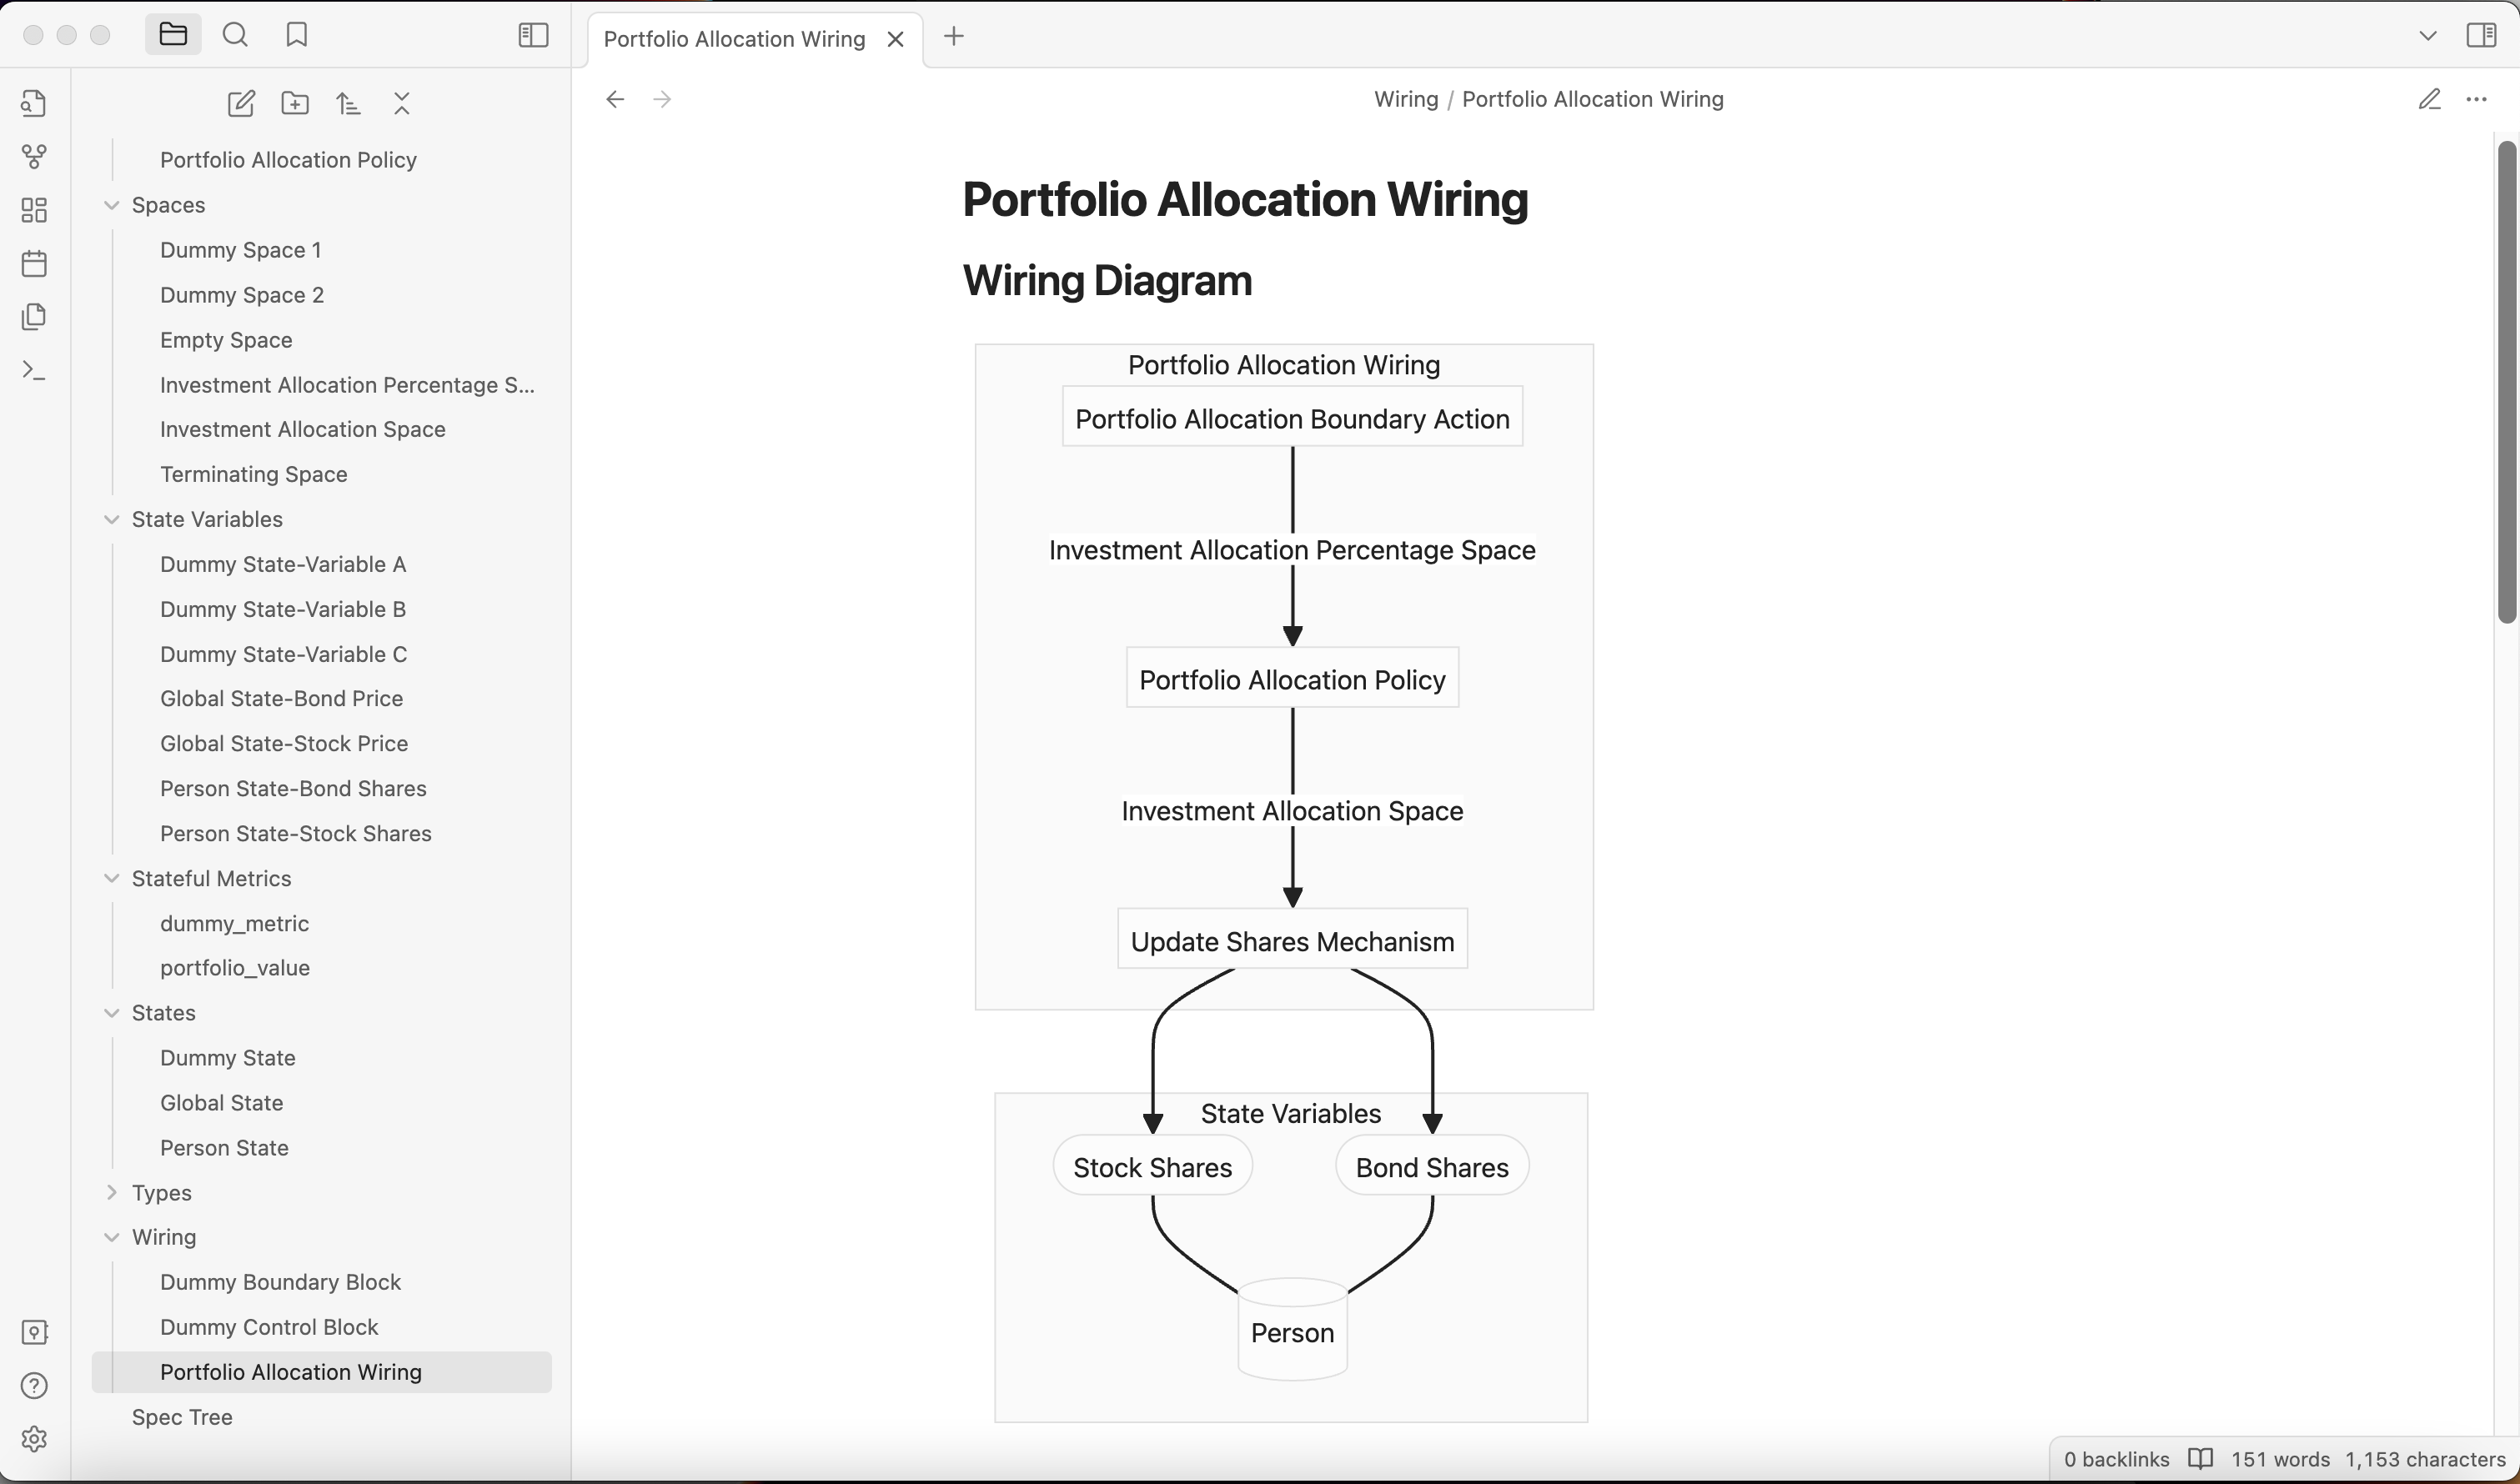 Portfolio Allocation Wiring
Wiring / Portfolio Allocation Wiring
Portfolio Allocation Policy
Spaces
Dummy Space 1
Dummy Space 2
Empty Space
Investment Allocation Percentage S...
Investment Allocation Space
Terminating Space
State Variables
Dummy State-Variable A
Dummy State-Variable B
Dummy State-Variable C
Global State-Bond Price
Global State-Stock Price
Person State-Bond Shares
Person State-Stock Shares
Stateful Metrics
dummy_metric
portfolio_value
States
Dummy State
Global State
Person State
Types
Wiring
Dummy Boundary Block
Dummy Control Block
Portfolio Allocation Wiring
Spec Tree
Portfolio Allocation Wiring
Wiring Diagram
Portfolio Allocation Wiring
Portfolio Allocation Boundary Action
Investment Allocation Percentage Space
Portfolio Allocation Policy
Investment Allocation Space
Update Shares Mechanism
State Variables
Stock Shares
Bond Shares
Person
0 backlinks 151 words 1,153 characters